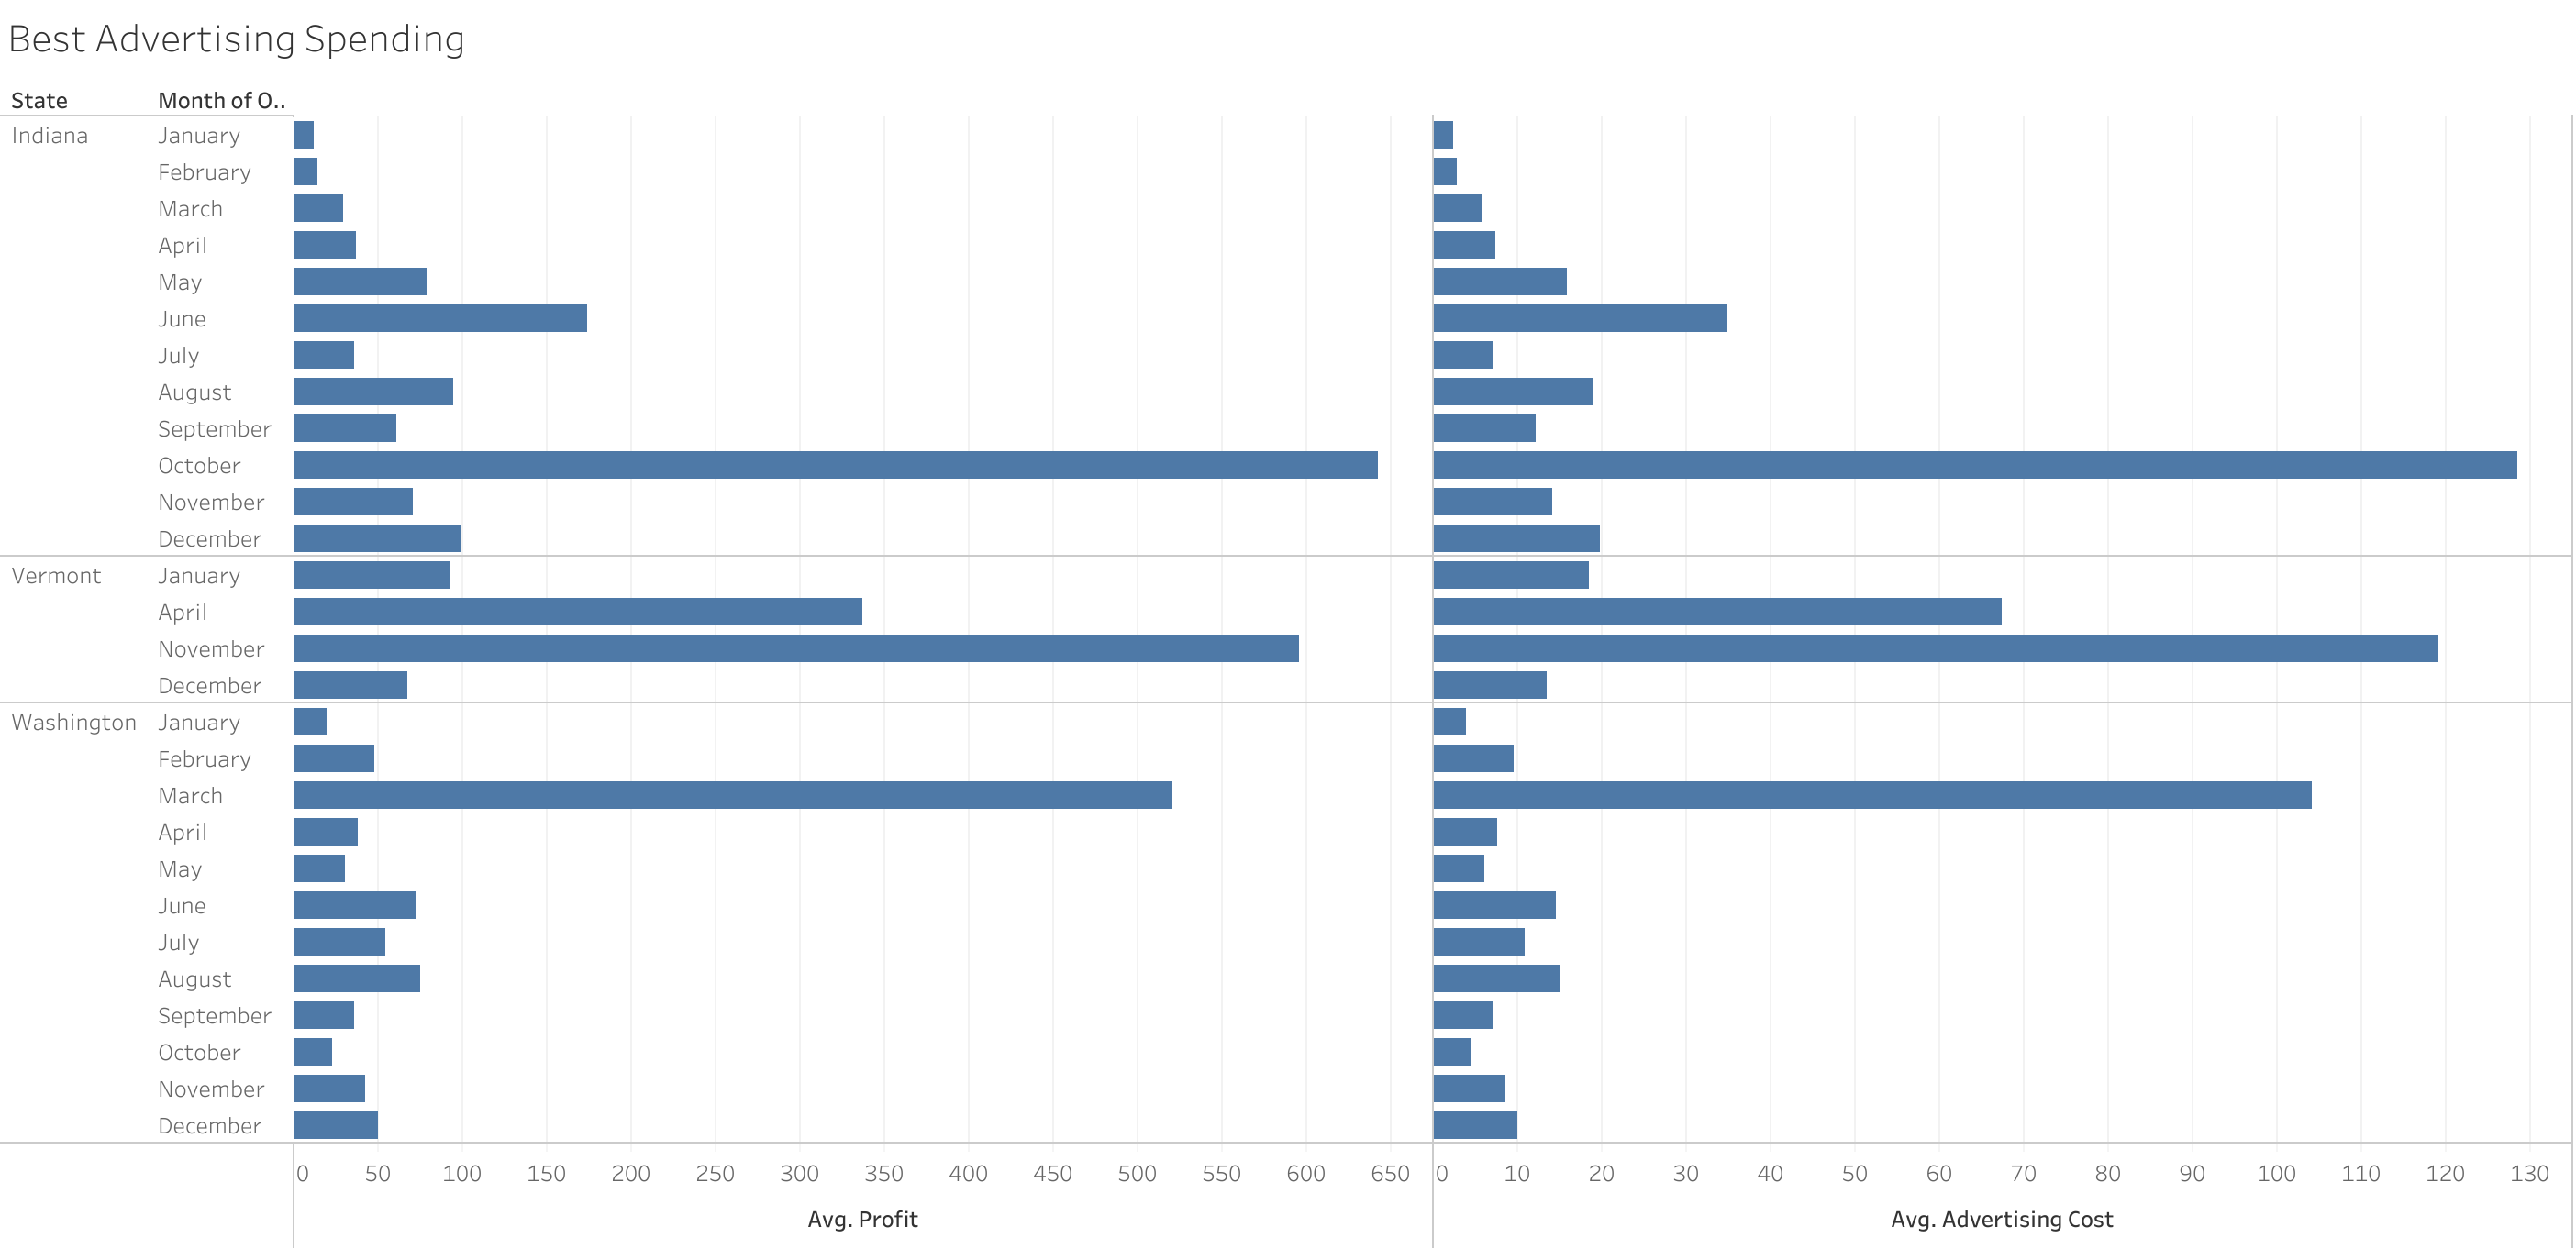 Best Advertising Spending
State Month of O..
Indiana January
February
March
April
May
June
July
August
September
October
November
December
Vermont January
April
November
December
Washington January
February
March
April
May
June
July
August
September
October
November
December
0 50 100 150 200 250 300 350 400 450 500 550 600 650 0 10 20 30 40 50 60 70 80 90 100 110 120 130
Avg. Profit Avg. Advertising Cost